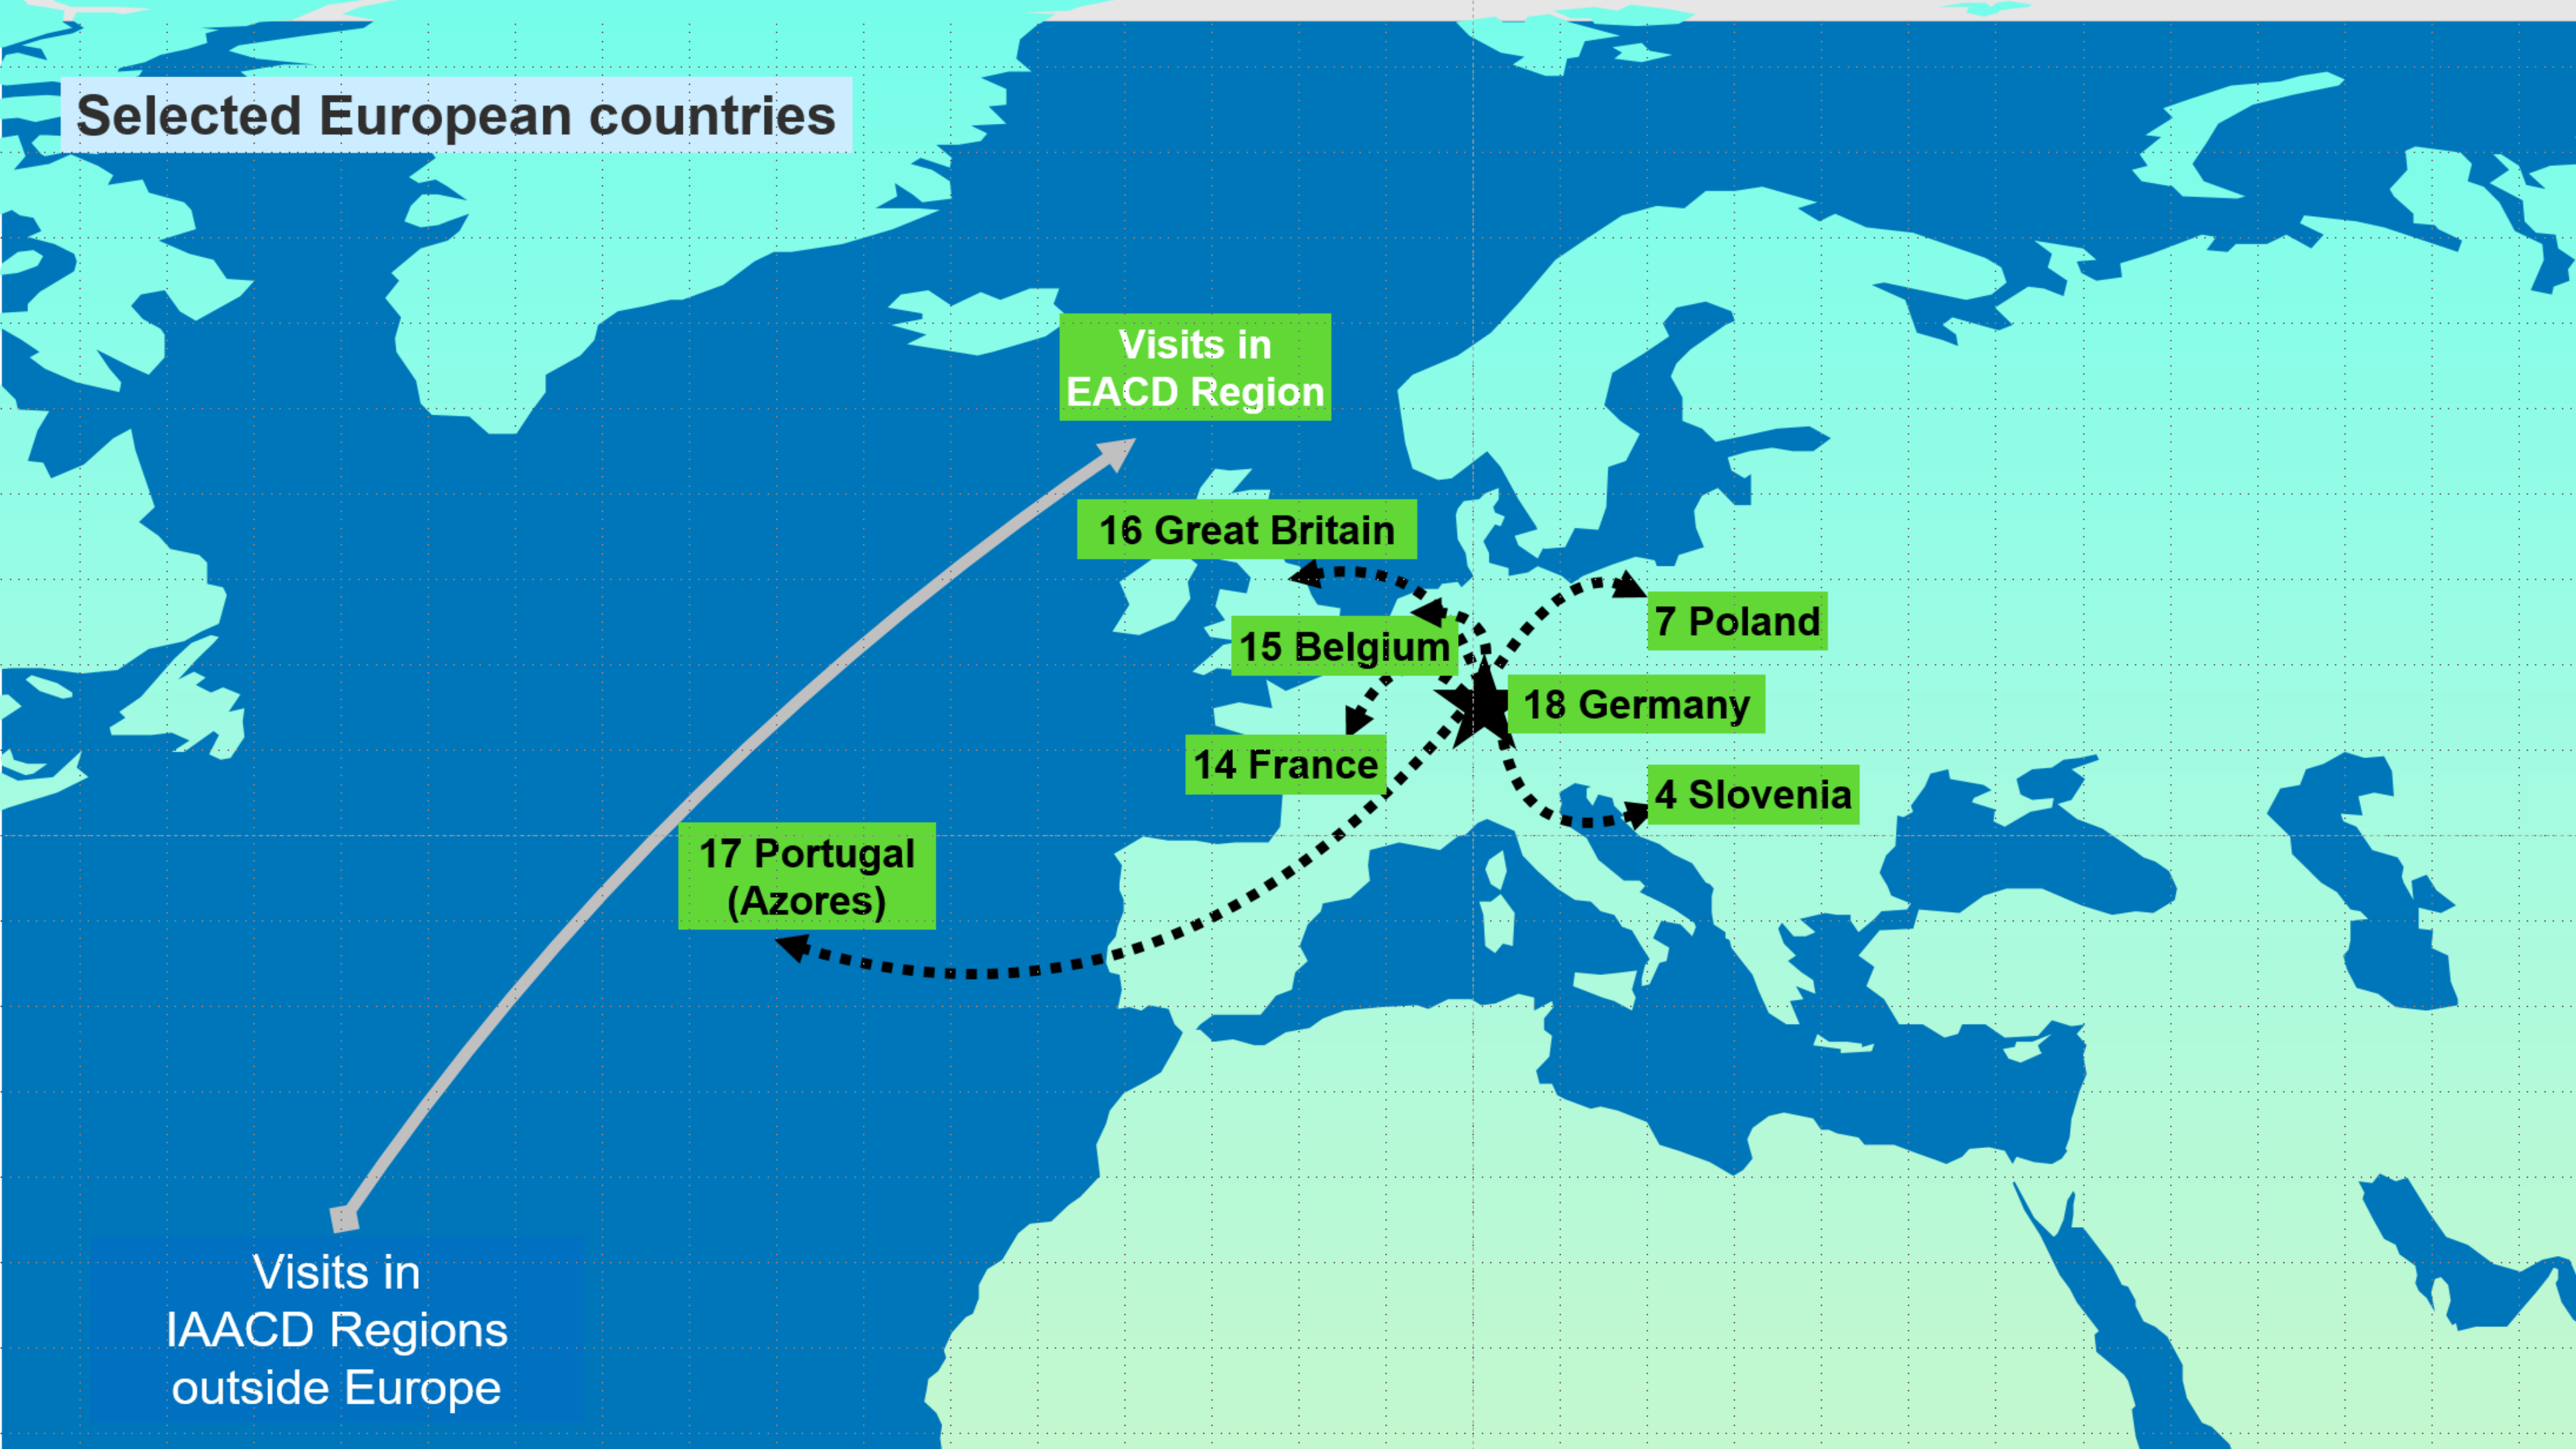 Selected European countries
Visits in
EACD Region
16 Great Britain
7 Poland
15 Belgium
18 Germany
14 France
4 Slovenia
17 Portugal
(Azores)
Visits in
IAACD Regions
outside Europe